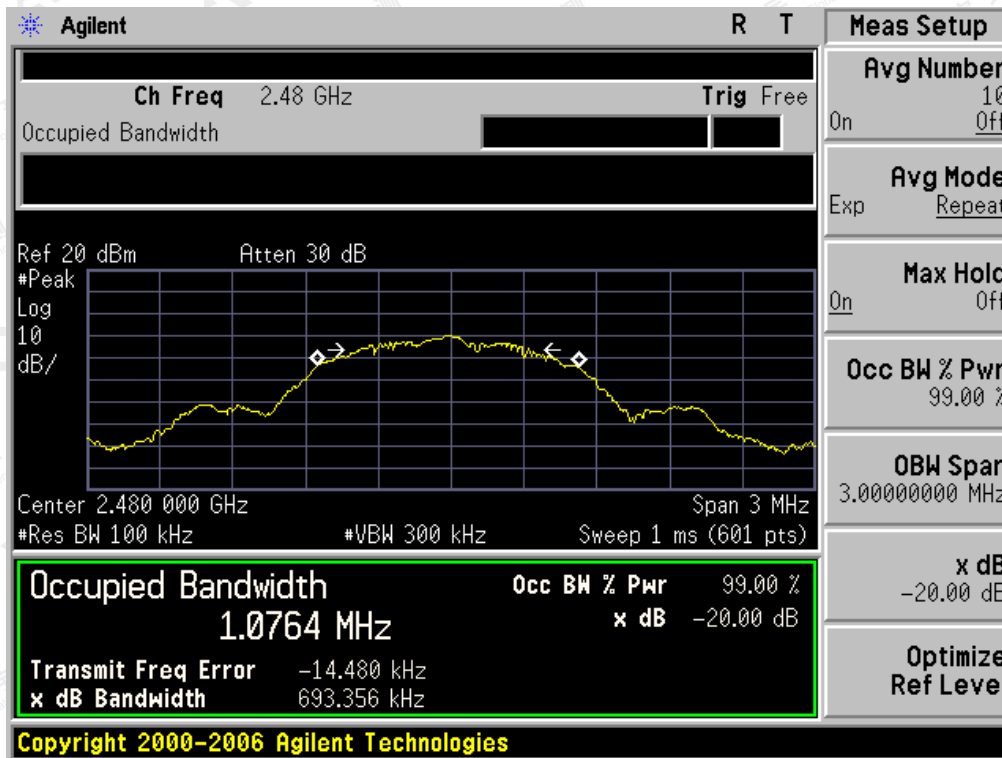 Agilent R T
Ch Freq 2.48 GHz Trig Free
Occupied Bandwidth
Ref 20 dBm Atten 30 dB
#Peak
Log
10
dB/
Center 2.480 000 GHz Span 3 MHz
#Res BW 100 kHz #VBW 300 kHz Sweep 1 ms (601 pts)
Occupied Bandwidth Occ BW % Pwr 99.00 %
1.0764 MHz x dB -20.00 dB
Transmit Freq Error -14.480 kHz
x dB Bandwidth 693.356 kHz
Copyright 2000-2006 Agilent Technologies
Meas Setup
Avg Number
10
On Off
Avg Mode
Exp Repeat
Max Hold
On Off
Occ BW % Pwr
99.00 %
OBW Span
3.00000000 MHz
x dB
-20.00 dB
Optimize
Ref Level